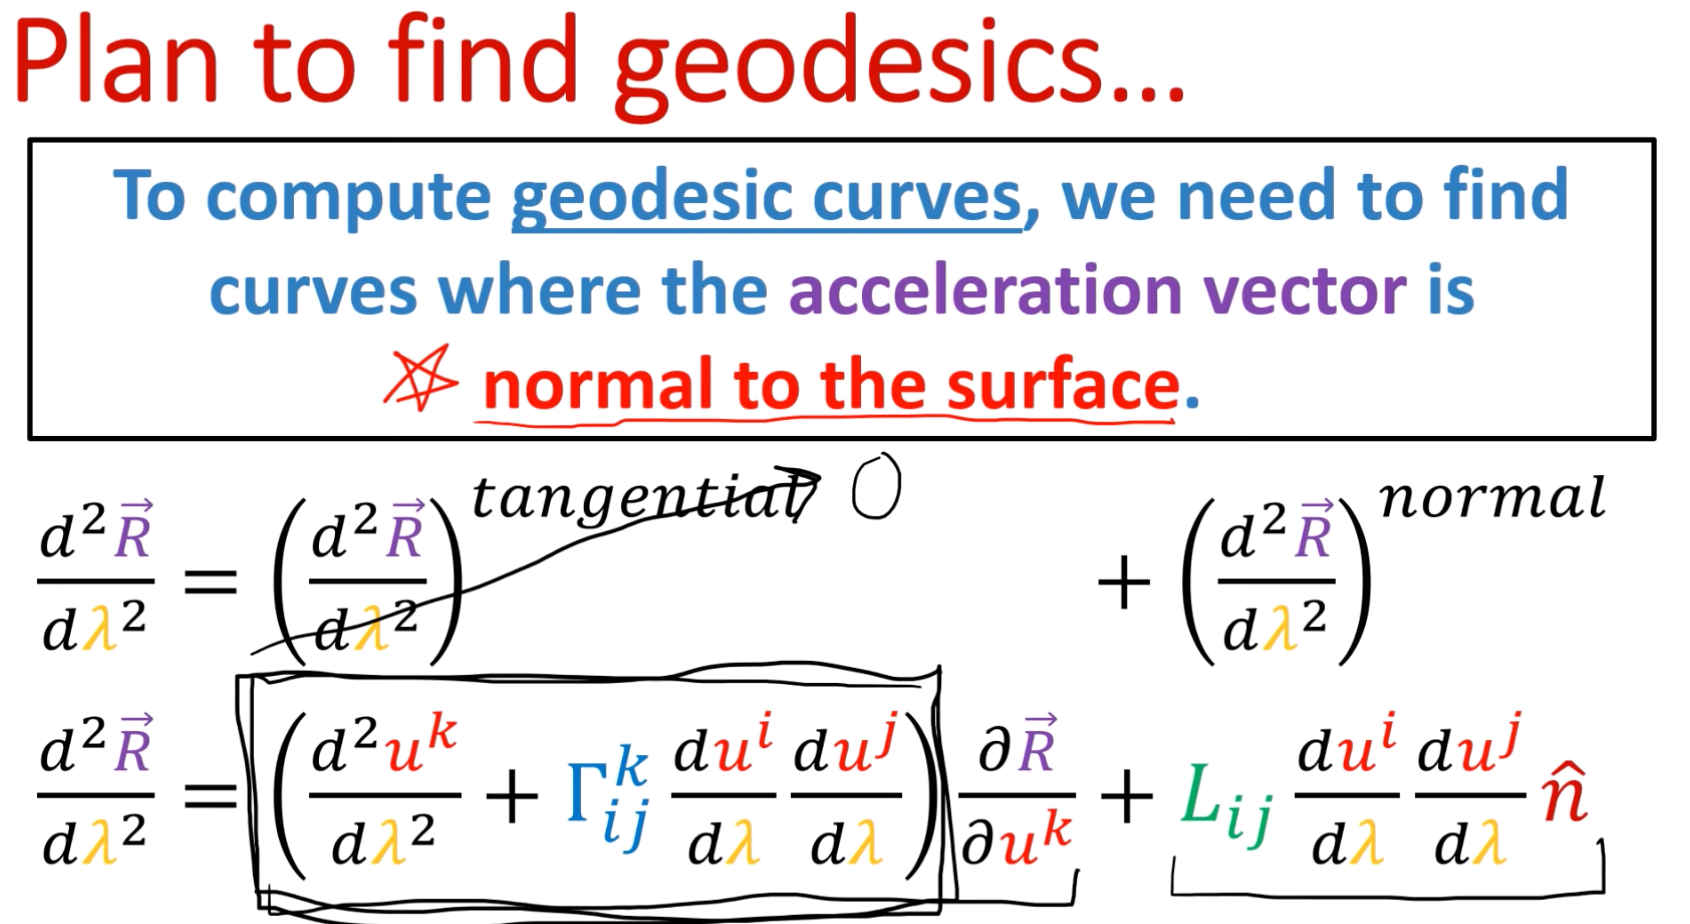 Plan to find geodesics...
To compute geodesic curves, we need to find
curves where the acceleration vector is
normal to the surface.
$\frac{d^2\vec{R}}{d\lambda^2} = \left(\frac{d^2\vec{R}}{d\lambda^2}\right)^{tangential} 0 + \left(\frac{d^2\vec{R}}{d\lambda^2}\right)^{normal}$
$\frac{d^2\vec{R}}{d\lambda^2} = \left(\frac{d^2u^k}{d\lambda^2} + \Gamma^k_{ij}\frac{du^i}{d\lambda}\frac{du^j}{d\lambda}\right)\frac{\partial\vec{R}}{\partial u^k} + L_{ij}\frac{du^i}{d\lambda}\frac{du^j}{d\lambda}\hat{n}$